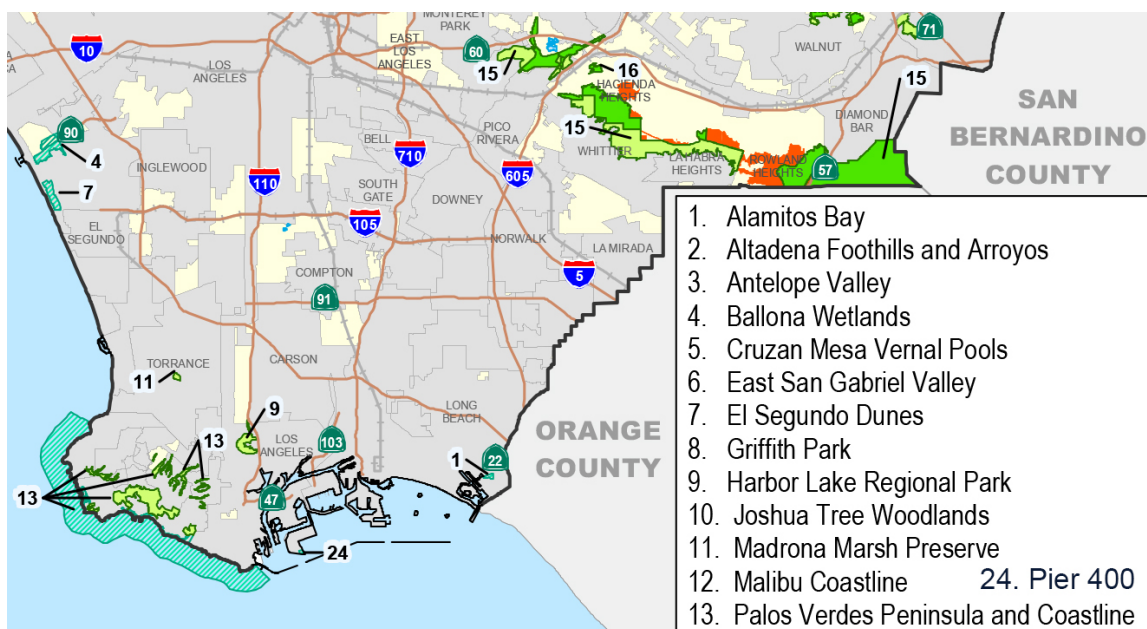 MONTEREY
PARK
10
EAST
LOS
ANGELES
60
15
16
WALNUT
71
15
LOS
ANGELES
HACIENDA
HEIGHTS
SAN
BERNARDINO
COUNTY
DIAMOND
BAR
90
4
BELL
710
PICO
RIVERA
15
WHITTIER
LA HABRA
HEIGHTS
ROWLAND
HEIGHTS
57
INGLEWOOD
7
110
605
SOUTH
GATE
DOWNEY
EL
SEGUNDO
105
NORWALK
LA MIRADA
5
COMPTON
91
TORRANCE
11
CARSON
9
LONG
BEACH
ORANGE
COUNTY
13
LOS
ANGELES
103
1
22
13
47
24
1. Alamitos Bay
2. Altadena Foothills and Arroyos
3. Antelope Valley
4. Ballona Wetlands
5. Cruzan Mesa Vernal Pools
6. East San Gabriel Valley
7. El Segundo Dunes
8. Griffith Park
9. Harbor Lake Regional Park
10. Joshua Tree Woodlands
11. Madrona Marsh Preserve
12. Malibu Coastline 24. Pier 400
13. Palos Verdes Peninsula and Coastline